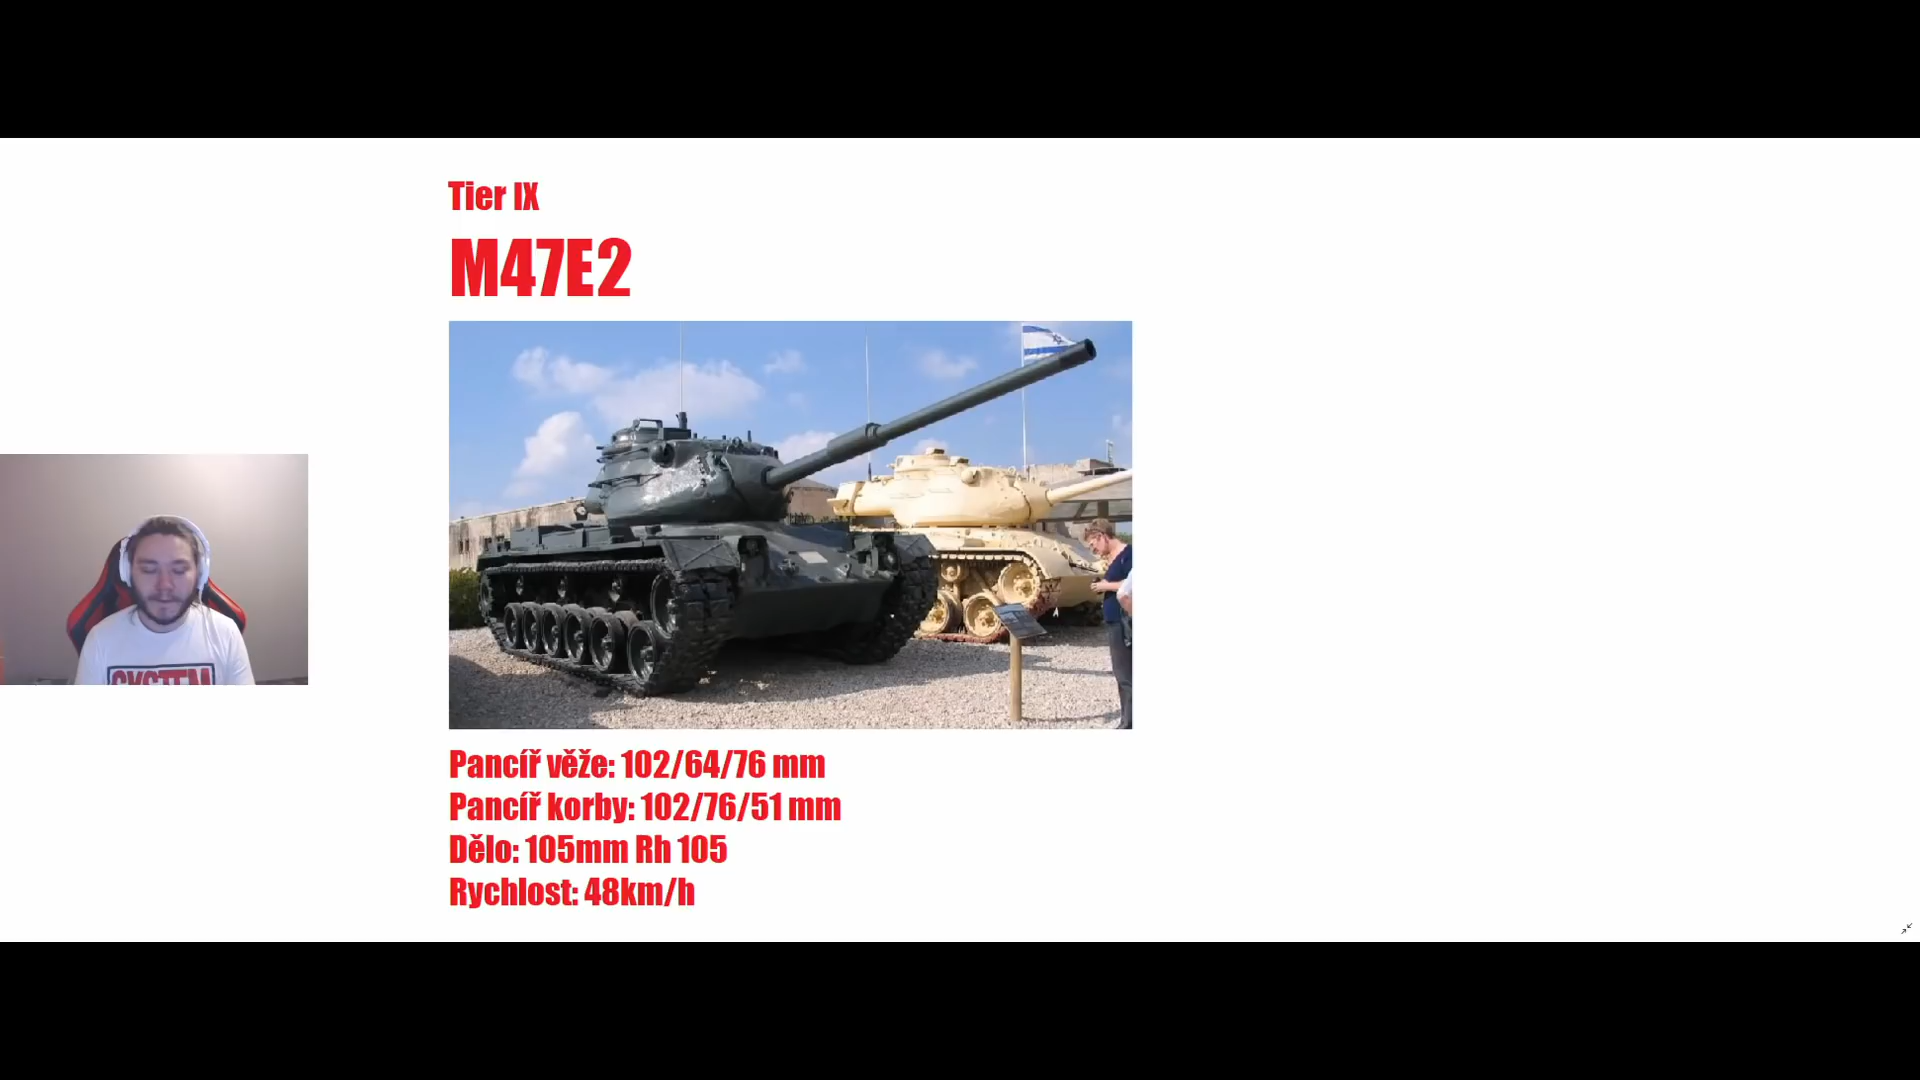 Tier IX
M47E2
Pancíř věže: 102/64/76 mm
Pancíř korby: 102/76/51 mm
Dělo: 105mm Rh 105
Rychlost: 48km/h
SYSTEM